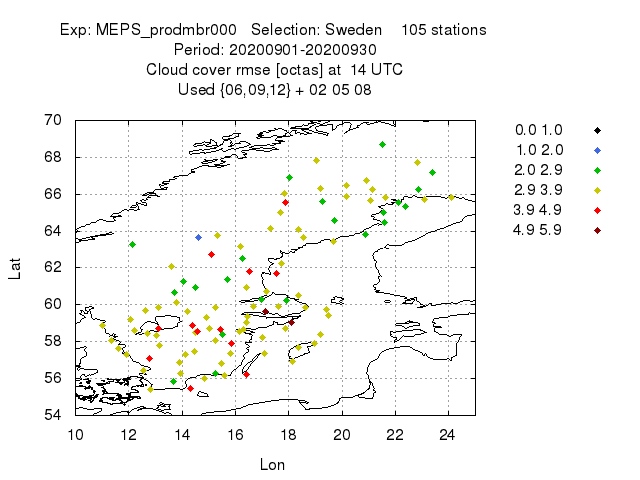 Exp: MEPS_prodmbr000 Selection: Sweden 105 stations
Period: 20200901-20200930
Cloud cover rmse [octas] at 14 UTC
Used {06,09,12} + 02 05 08
70
68
66
64
62
60
58
56
54
Lat
10 12 14 16 18 20 22 24
Lon
0.0 1.0
1.0 2.0
2.0 2.9
2.9 3.9
3.9 4.9
4.9 5.9